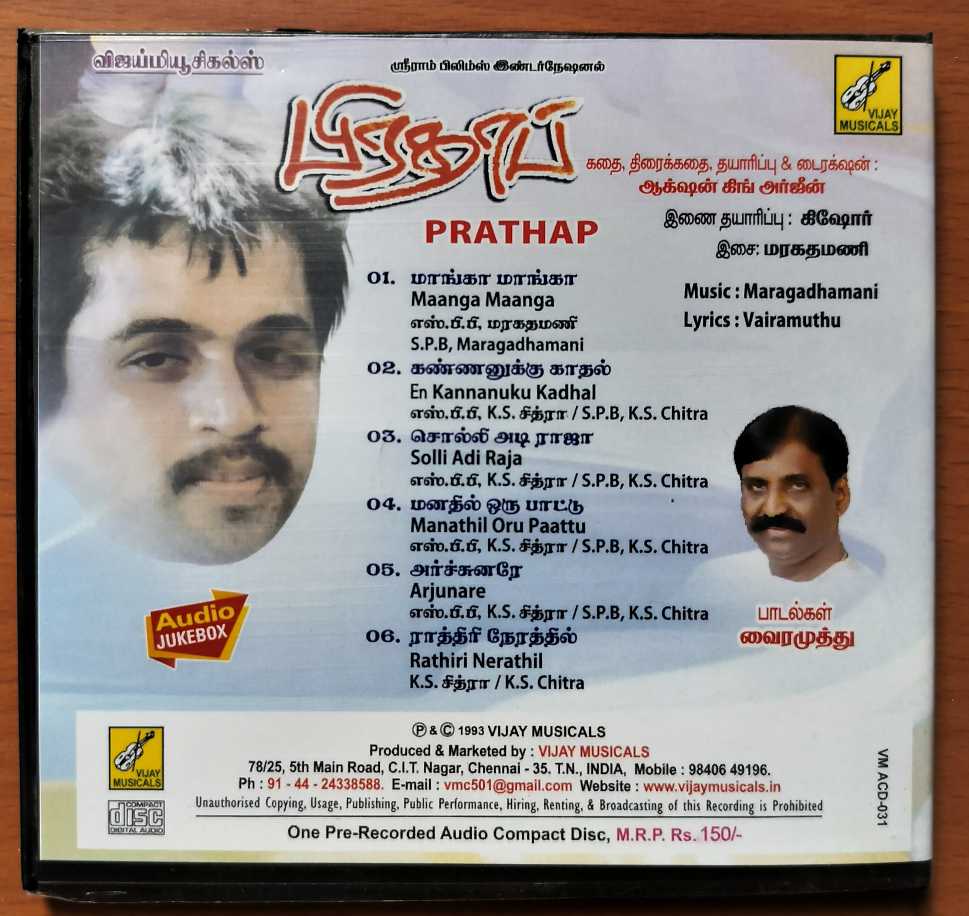 விஜய்மியூசிகல்ஸ்
ஸ்ரீராம் பிலிம்ஸ் இண்டர்நேஷனல்
VIJAY
MUSICALS
பிரதாப்
PRATHAP
கதை, திரைக்கதை, தயாரிப்பு & டைரக்ஷன் :
ஆக்ஷன் கிங் அர்ஜீன்
இணை தயாரிப்பு : கிஷோர்
இசை: மரகதமணி
Music : Maragadhamani
Lyrics : Vairamuthu
01. மாங்கா மாங்கா
Maanga Maanga
எஸ்.பி.பி, மரகதமணி
S.P.B, Maragadhamani
02. கண்ணனுக்கு காதல்
En Kannanuku Kadhal
எஸ்.பி.பி, K.S. சித்ரா / S.P.B, K.S. Chitra
03. சொல்லி அடி ராஜா
Solli Adi Raja
எஸ்.பி.பி, K.S. சித்ரா / S.P.B, K.S. Chitra
04. மனதில் ஒரு பாட்டு
Manathil Oru Paattu
எஸ்.பி.பி, K.S. சித்ரா / S.P.B, K.S. Chitra
05. அர்ச்சுனரே
Arjunare
எஸ்.பி.பி, K.S. சித்ரா / S.P.B, K.S. Chitra
06. ராத்திரி நேரத்தில்
Rathiri Nerathil
K.S. சித்ரா / K.S. Chitra
Audio
JUKEBOX
பாடல்கள்
வைரமுத்து
VIJAY
MUSICALS
COMPACT
disc
DIGITAL AUDIO
℗ & © 1993 VIJAY MUSICALS
Produced & Marketed by : VIJAY MUSICALS
78/25, 5th Main Road, C.I.T. Nagar, Chennai - 35. T.N., INDIA, Mobile : 98406 49196.
Ph : 91 - 44 - 24338588. E-mail : vmc501@gmail.com Website : www.vijaymusicals.in
Unauthorised Copying, Usage, Publishing, Public Performance, Hiring, Renting, & Broadcasting of this Recording is Prohibited
One Pre-Recorded Audio Compact Disc, M.R.P. Rs. 150/-
VM ACD-031